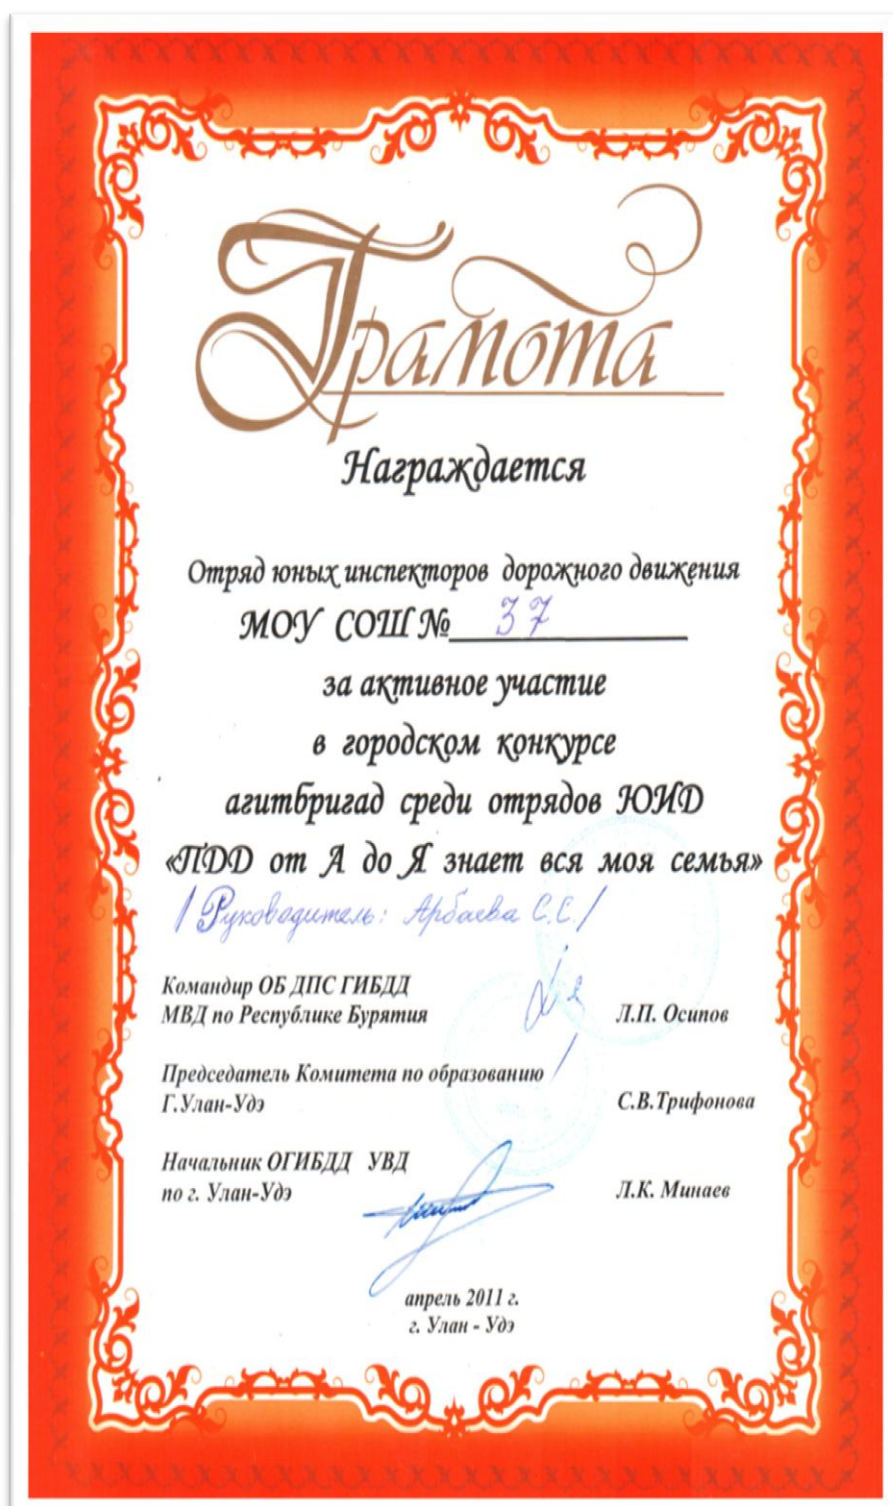 Грамота
Награждается
Отряд юных инспекторов дорожного движения
МОУ СОШ № 37
за активное участие
в городском конкурсе
агитбригад среди отрядов ЮИД
«ПДД от А до Я знает вся моя семья»
/ Руководитель: Арбаева С.С. /
Командир ОБ ДПС ГИБДД
МВД по Республике Бурятия Л.П. Осипов
Председатель Комитета по образованию
Г.Улан-Удэ С.В.Трифонова
Начальник ОГИБДД УВД
по г. Улан-Удэ Л.К. Минаев
апрель 2011 г.
г. Улан - Удэ